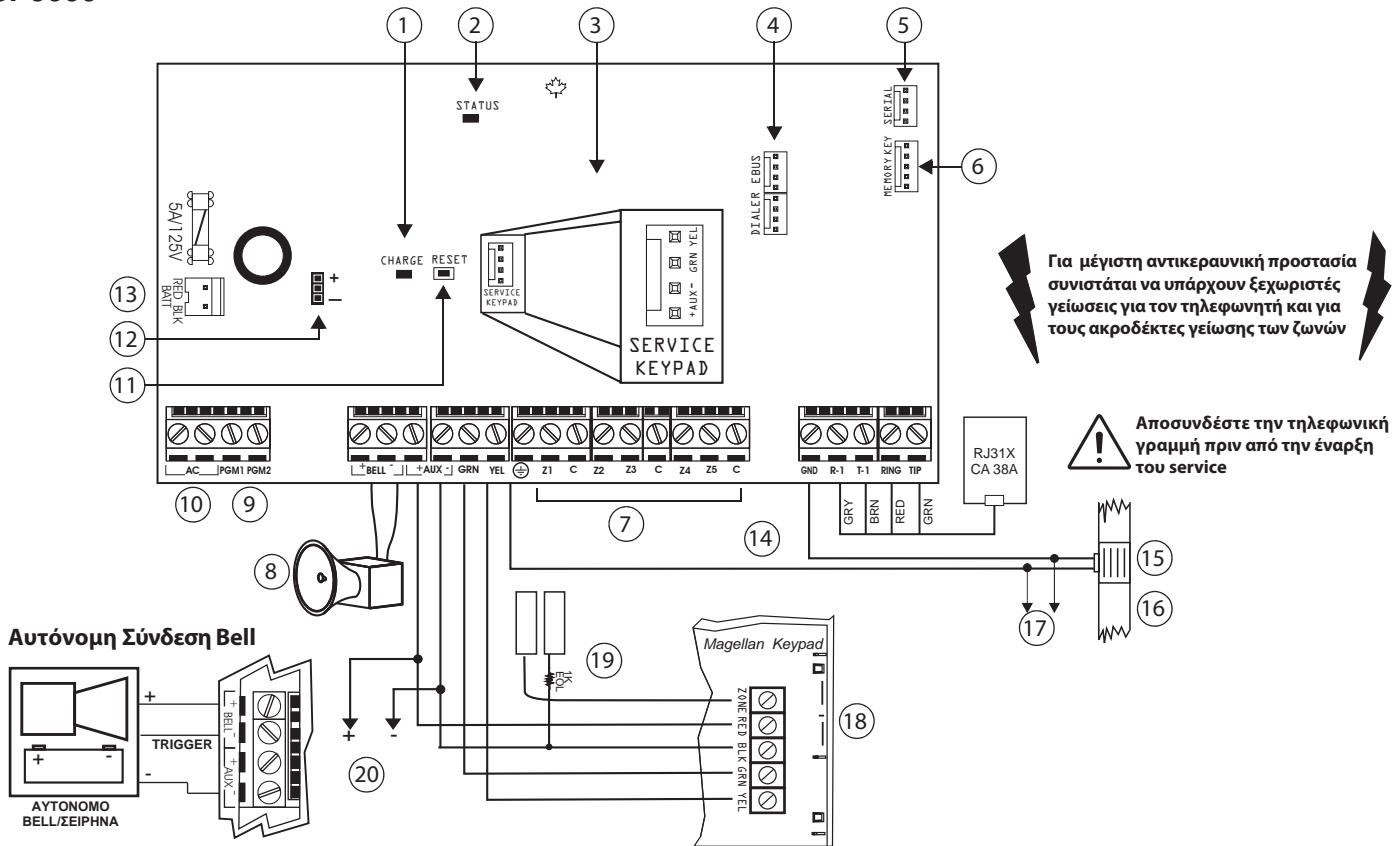 1
2
3
4
5
STATUS
SERIAL
EBUS
DIALER
MEMORY KEY
6
5A/125V
CHARGE
RESET
SERVICE
KEYPAD
+AUX- GRN YEL
SERVICE
KEYPAD
Για μέγιστη αντικεραυνική προστασία
συνιστάται να υπάρχουν ξεχωριστές
γείωσεις για τον τηλεφωνητή και για
τους ακροδέκτες γείωσης των ζωνών
13
RED BLK
BATT
+
-
12
11
AC PGM1 PGM2
+BELL- +AUX- GRN YEL Z1 C Z2 Z3 C Z4 Z5 C
GND R-1 T-1 RING TIP
RJ31X
CA 38A
Αποσυνδέστε την τηλεφωνική
γραμμή πριν από την έναρξη
του service
10
9
7
GRY
BRN
RED
GRN
14
8
15
16
17
Αυτόνομη Σύνδεση Bell
Magellan Keypad
19
1K
EOL
ZONE RED BLK GRN YEL
18
+
TRIGGER
+ -
-
+ BELL -
+ AUX -
+
-
20
ΑΥΤΟΝΟΜΟ
BELL/ΣΕΙΡΗΝΑ